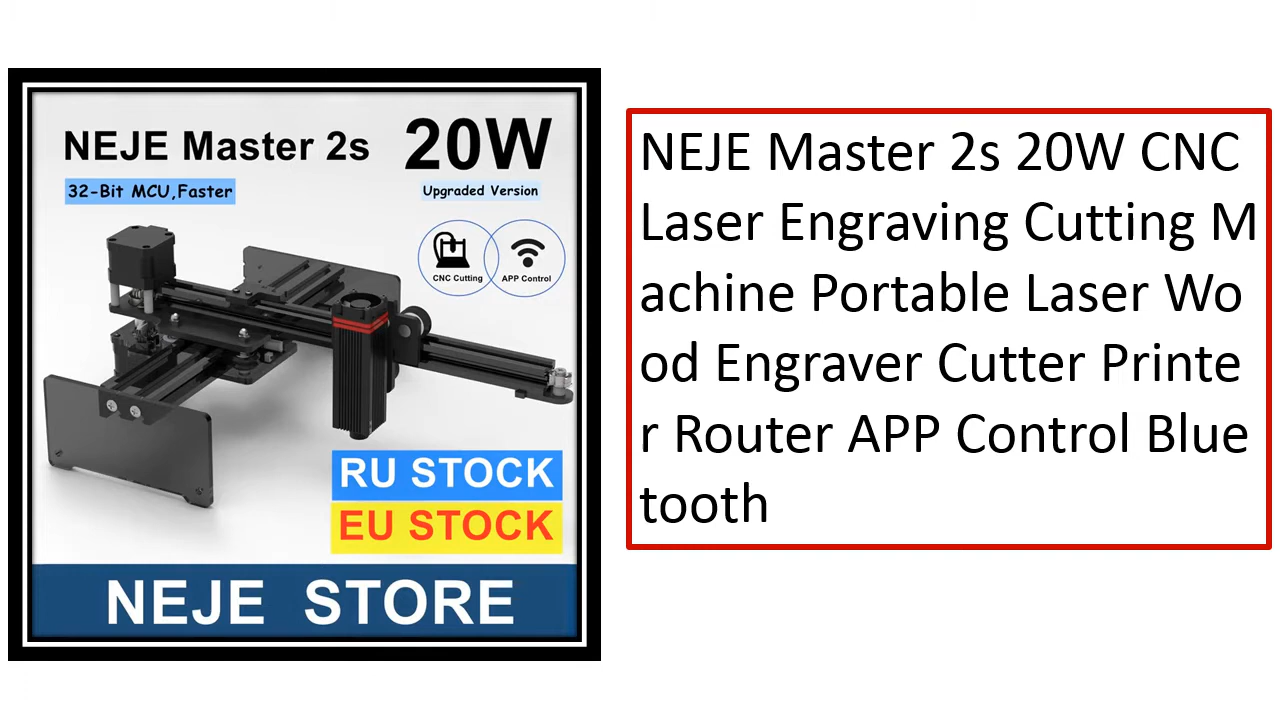 NEJE Master 2s
20W
32-Bit MCU,Faster
Upgraded Version
CNC Cutting
APP Control
RU STOCK
EU STOCK
NEJE STORE
NEJE Master 2s 20W CNC
Laser Engraving Cutting M
achine Portable Laser Wo
od Engraver Cutter Printe
r Router APP Control Blue
tooth